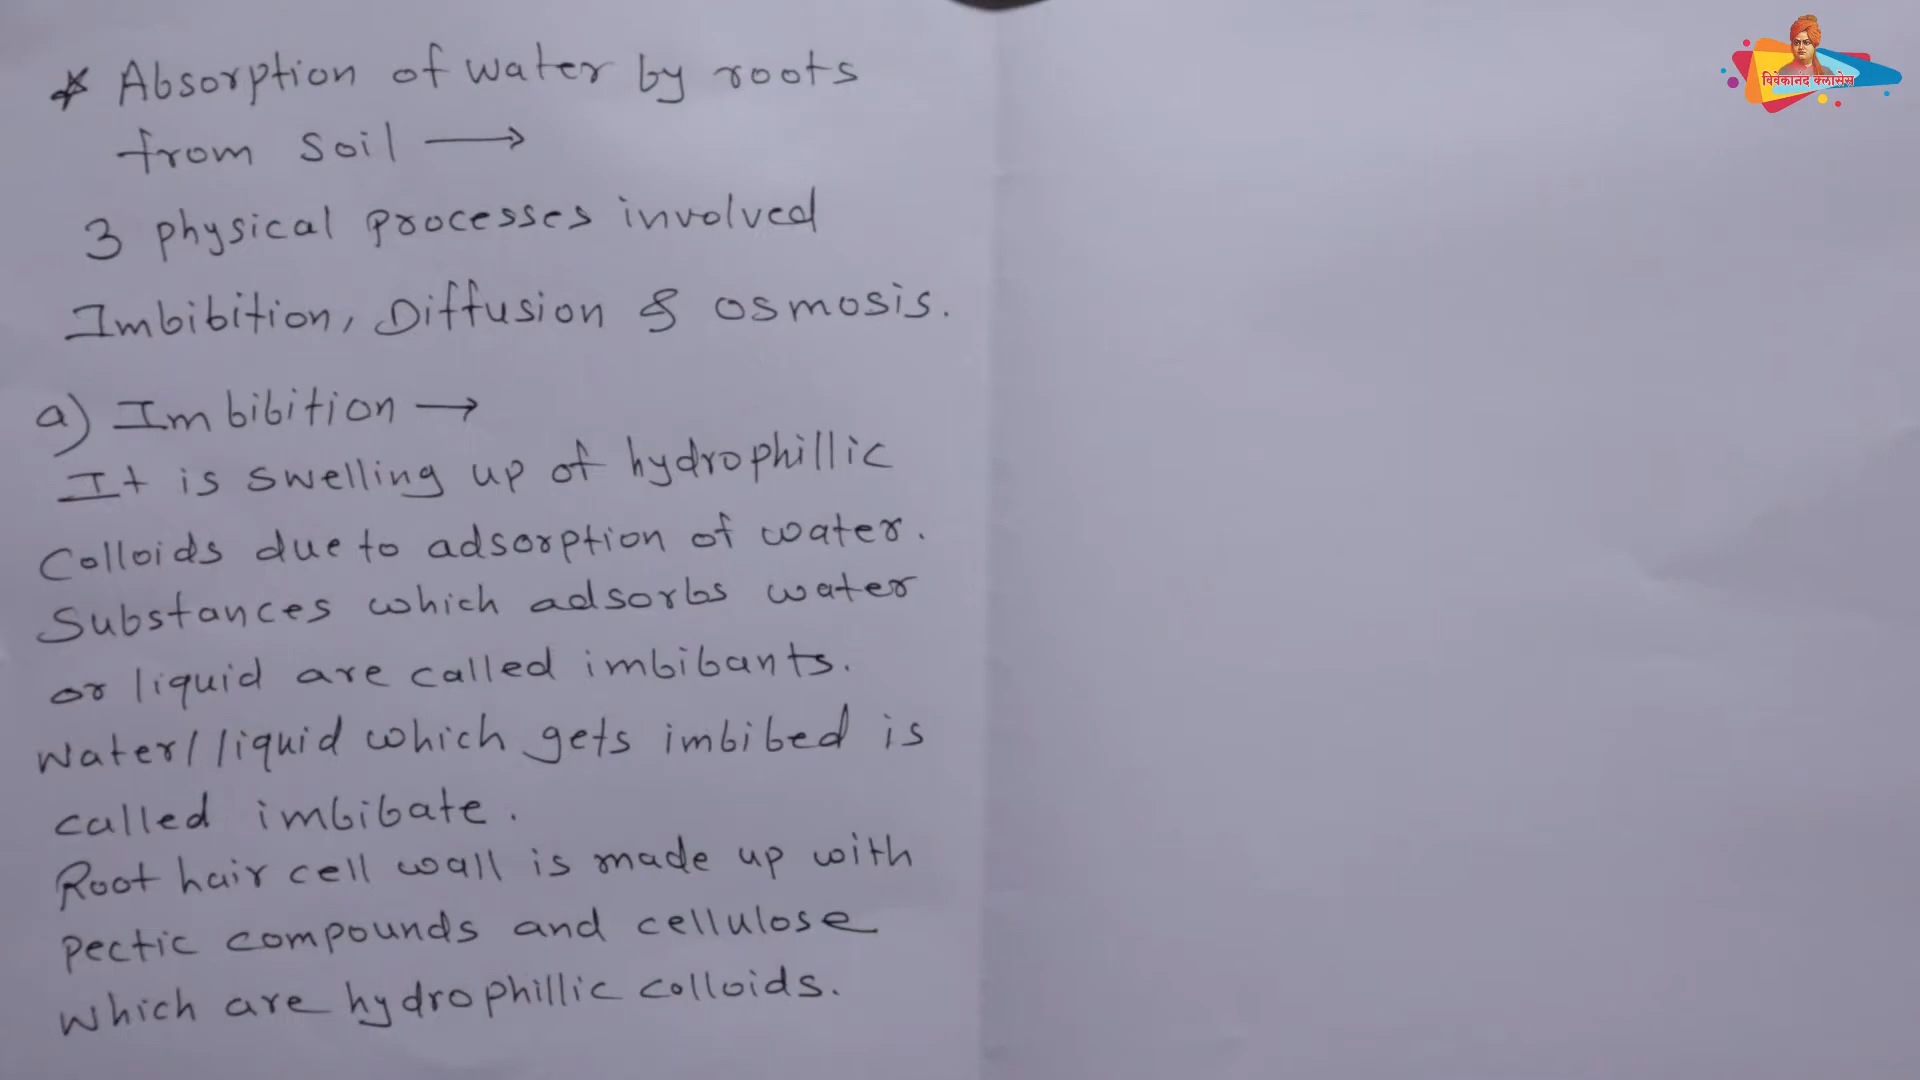 * Absorption of water by roots
from soil →
3 physical processes involved
Imbibition, Diffusion & osmosis.
a) Imbibition →
It is swelling up of hydrophillic
Colloids due to adsorption of water.
Substances which adsorbs water
or liquid are called imbibants.
Water/liquid which gets imbibed is
called imbibate.
Root hair cell wall is made up with
pectic compounds and cellulose
which are hydrophillic colloids.
विवेकानंद क्लासेस